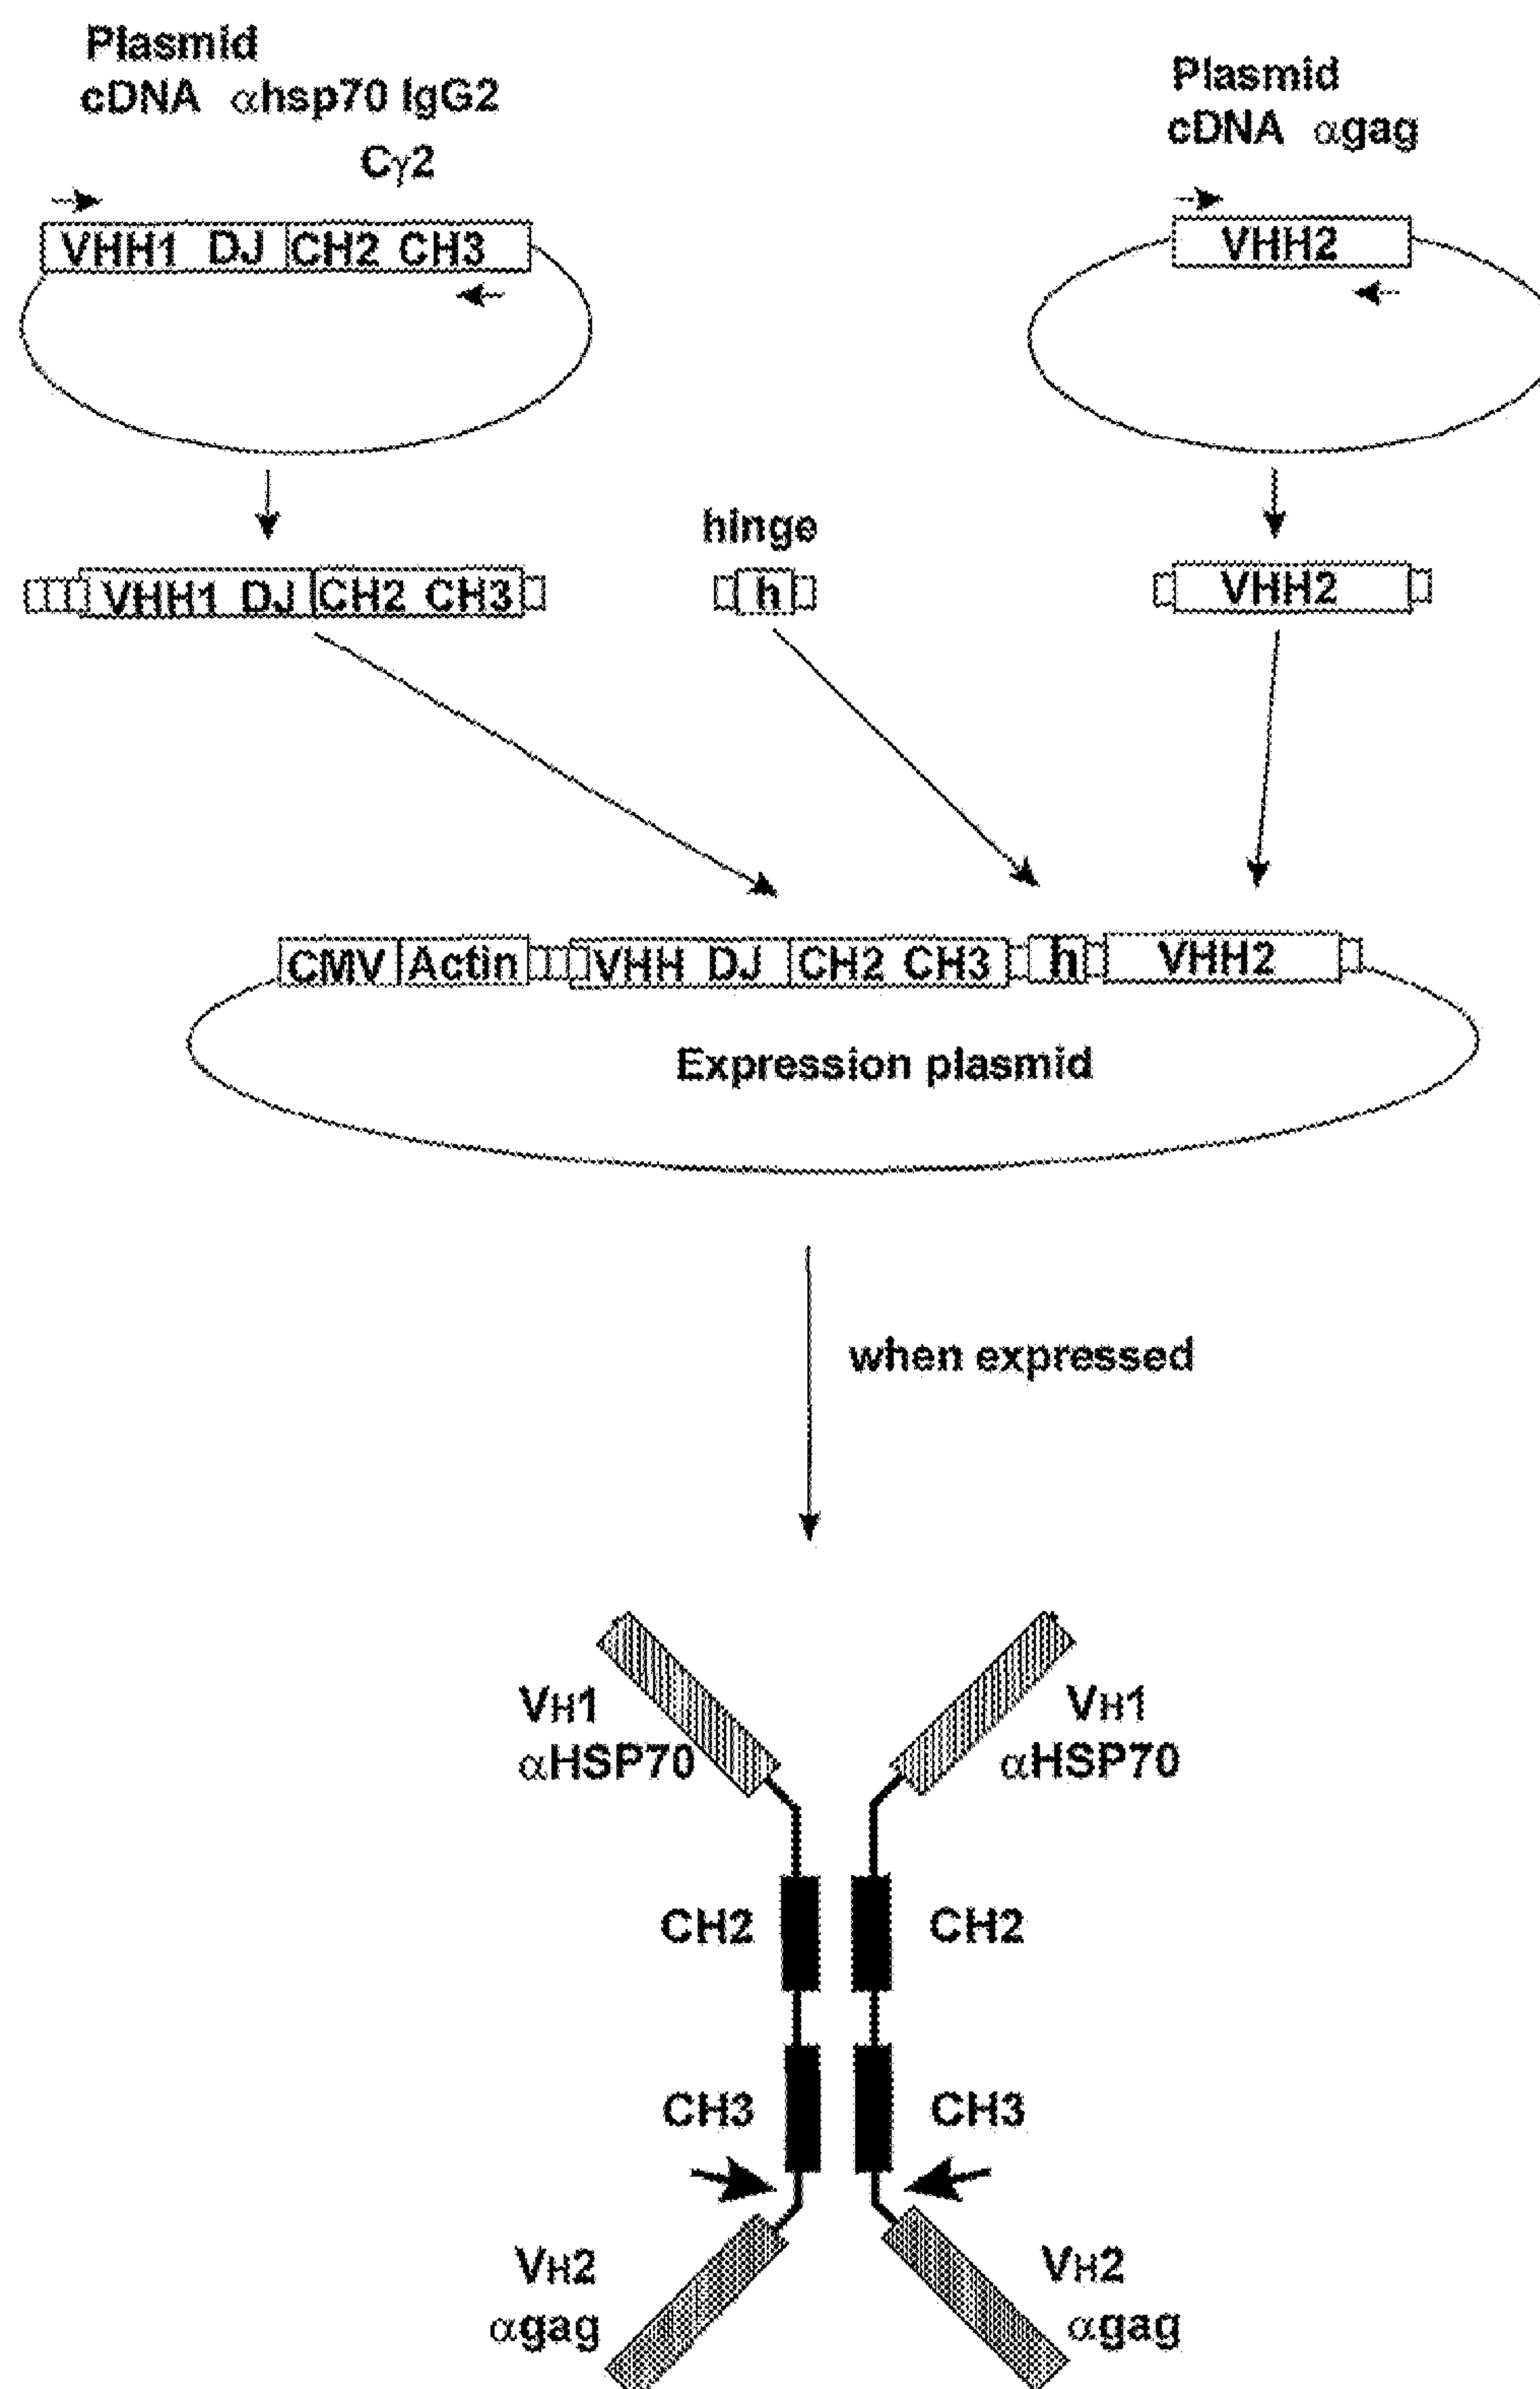 Plasmid
cDNA αhsp70 IgG2
Cγ2
VHH1 DJ CH2 CH3
Plasmid
cDNA αgag
VHH2
hinge
VHH1 DJ CH2 CH3
h
VHH2
CMV Actin VHH DJ CH2 CH3 h VHH2
Expression plasmid
when expressed
VH1
αHSP70
VH1
αHSP70
CH2
CH2
CH3
CH3
VH2
αgag
VH2
αgag